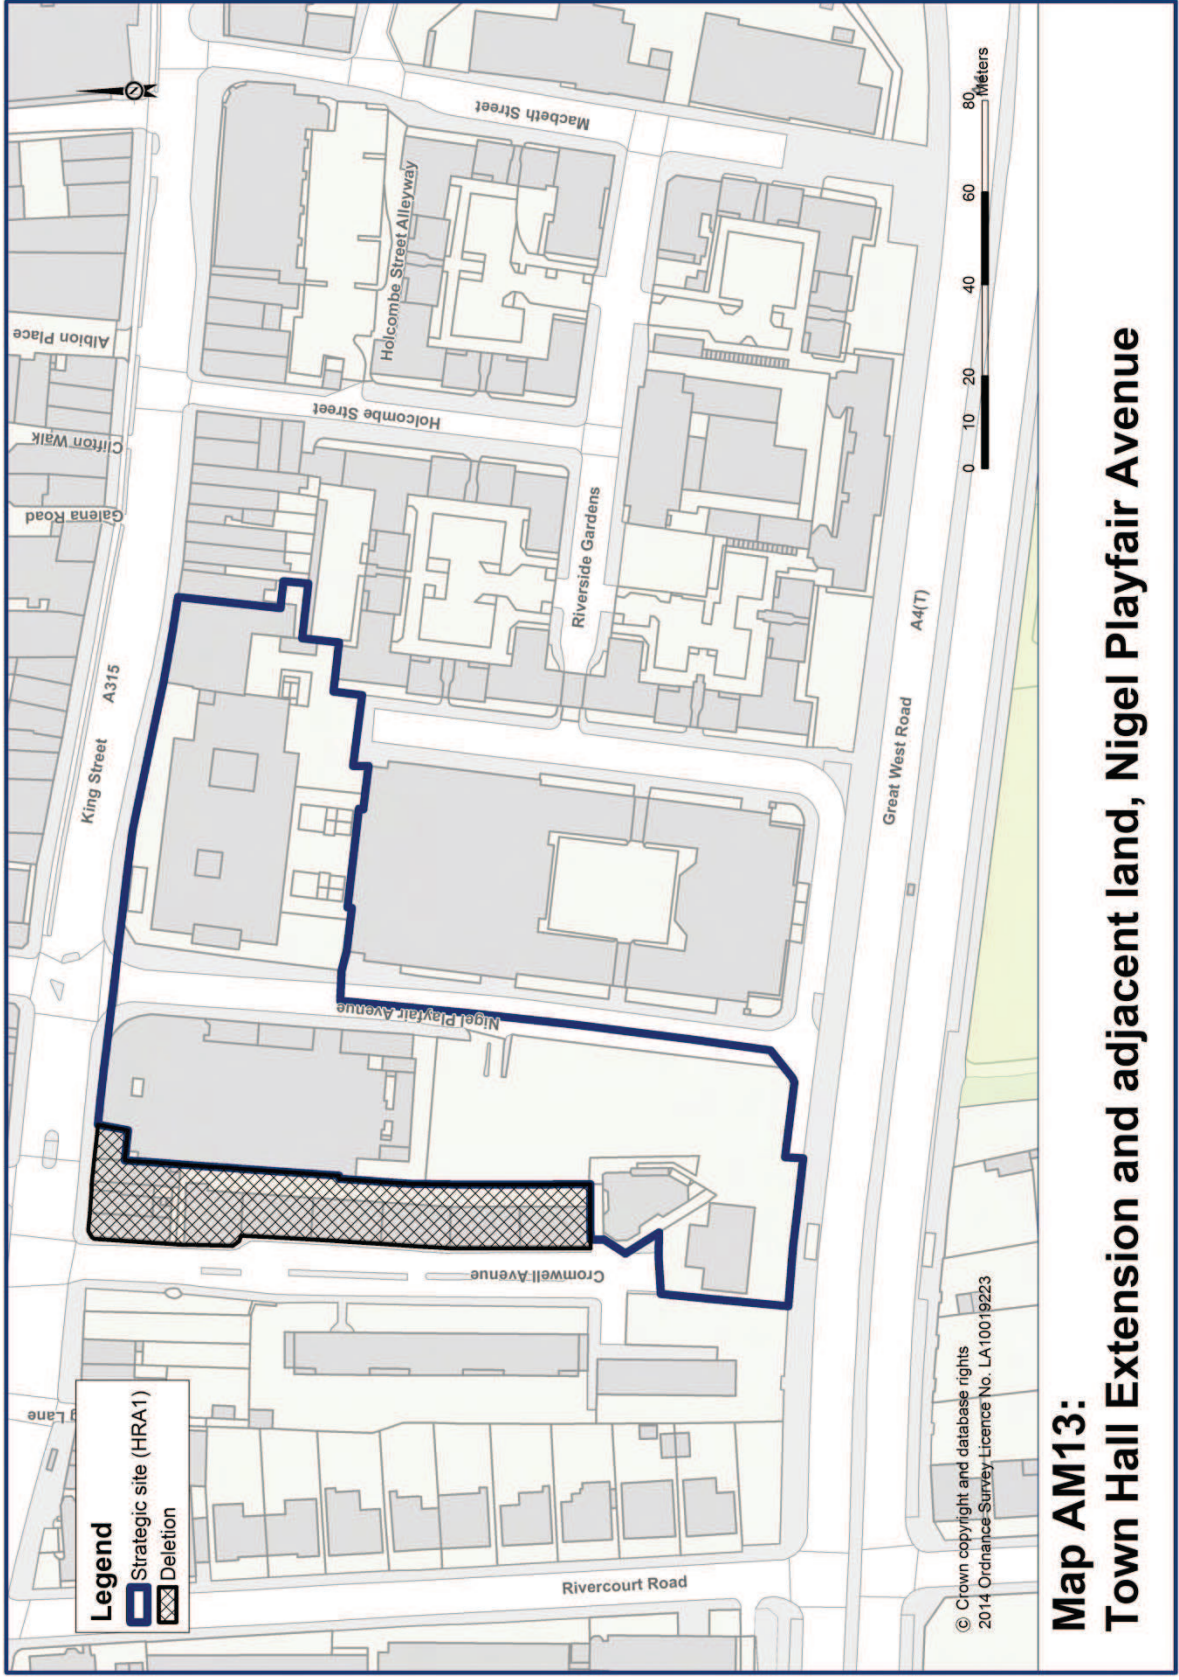 Legend
Strategic site (HRA1)
Deletion
Lane
King Street
A315
Galena Road
Clifton Walk
Albion Place
Macbeth Street
Holcombe Street Alleyway
Holcombe Street
Riverside Gardens
Nigel Playfair Avenue
Cromwell Avenue
Rivercourt Road
Great West Road
A4(T)
0 10 20 40 60 80
Meters
© Crown copyright and database rights
2014 Ordnance Survey Licence No. LA10019223
Map AM13:
Town Hall Extension and adjacent land, Nigel Playfair Avenue